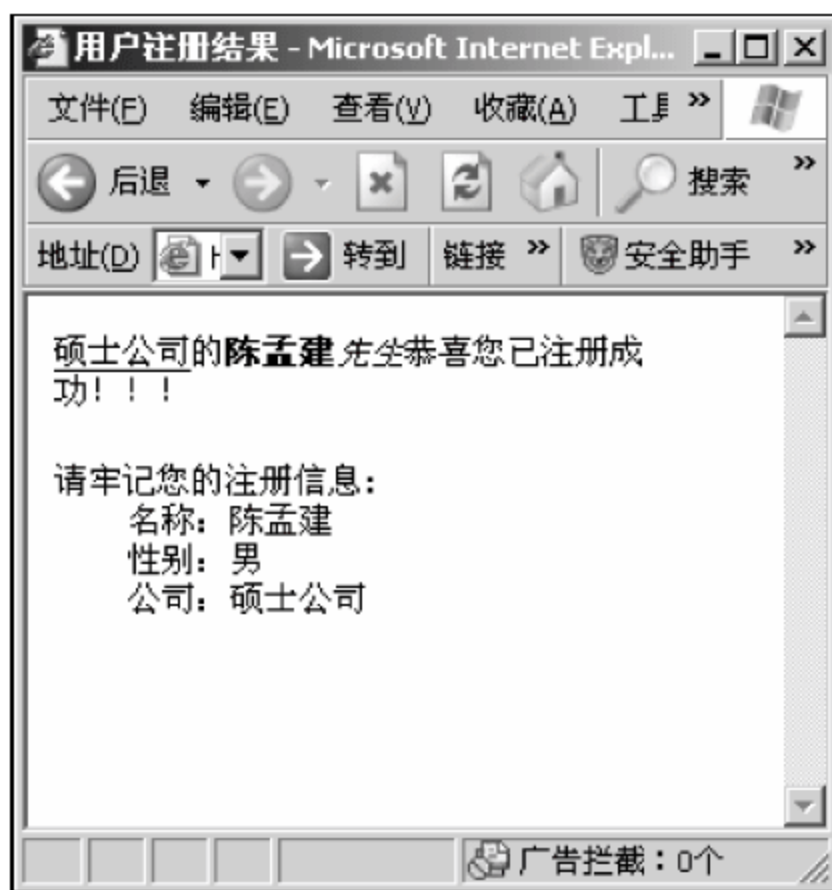 用户注册结果 - Microsoft Internet Expl...
文件(F) 编辑(E) 查看(V) 收藏(A) 工具 »
后退 搜索 »
地址(D) 转到 链接 » 安全助手 »
硕士公司的陈孟建先生恭喜您已注册成
功！！！
请牢记您的注册信息：
名称：陈孟建
性别：男
公司：硕士公司
广告拦截：0个